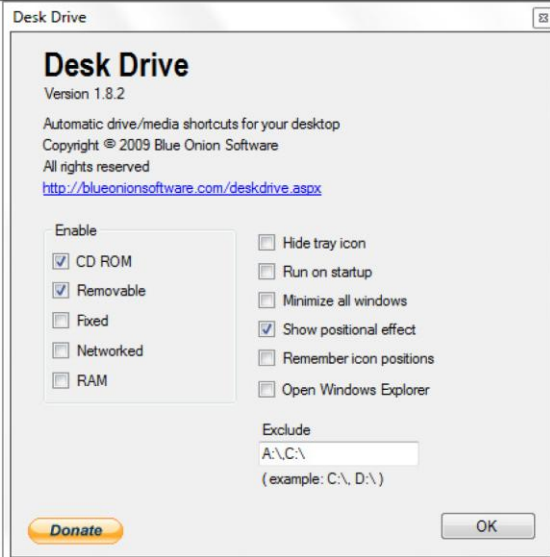 Desk Drive
Desk Drive
Version 1.8.2
Automatic drive/media shortcuts for your desktop
Copyright © 2009 Blue Onion Software
All rights reserved
http://blueonionsoftware.com/deskdrive.aspx
Enable
CD ROM
Removable
Fixed
Networked
RAM
Hide tray icon
Run on startup
Minimize all windows
Show positional effect
Remember icon positions
Open Windows Explorer
Exclude
A:\,C:\
( example: C:\, D:\ )
Donate
OK